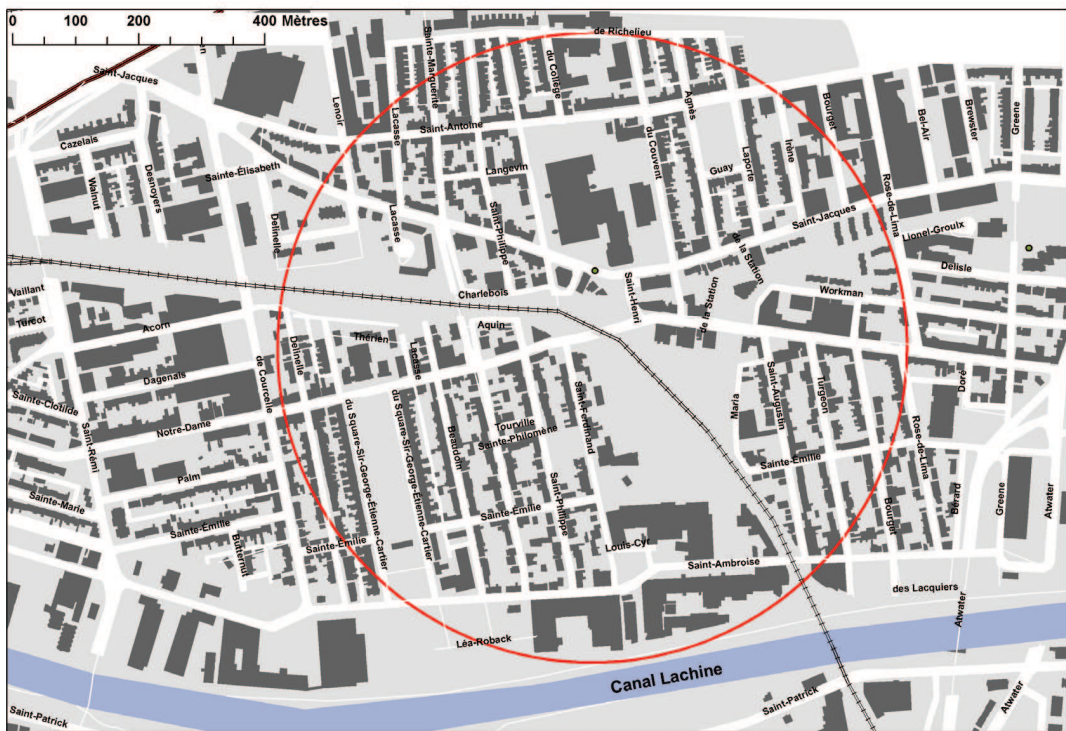 0 100 200 400 Mètres
de Richelieu
Saint-Jacques
en
Lenoir
Lacasse
Sainte-Marguerite
du Collège
Agnès
Saint-Antoine
du Couvent
Cazelais
Walnut
Desnoyers
Sainte-Élisabeth
Delinelle
Lacasse
Langevin
Saint-Philippe
Guay
Laporte
Irène
Bourget
Bel-Air
Brewster
Greene
Saint-Jacques
Rose-de-Lima
Lionel-Groulx
Delisle
de la Station
Workman
Saint-Henri
de la Station
Charlebois
Vaillant
Turcot
Acorn
Dagenais
Sainte-Clotilde
Saint-Rémi
Notre-Dame
de Courcelle
Delinelle
Thérien
Lacasse
Aquin
du Square-Sir-George-Étienne-Cartier
du Square-Sir-George-Étienne-Cartier
Beaudoin
Tourville
Sainte-Philomène
Saint-Ferdinand
Saint-Philippe
Maria
Saint-Augustin
Turgeon
Doré
Sainte-Émilie
Rose-de-Lima
Bourget
Bérard
Greene
Atwater
Palm
Sainte-Marie
Sainte-Émilie
Butternut
Sainte-Émilie
Sainte-Émilie
Louis-Cyr
Saint-Ambroise
des Lacquiers
Atwater
Léa-Roback
Canal Lachine
Saint-Patrick
Saint-Patrick
Atwater